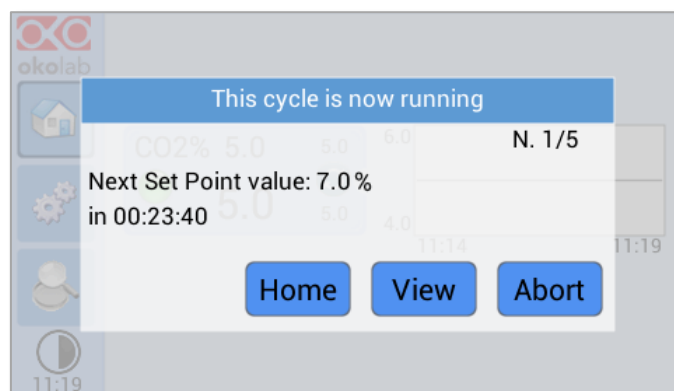 okolab
This cycle is now running
N. 1/5
CO2% 5.0 5.0 6.0
Next Set Point value: 7.0%
in 00:23:40
5.0 5.0 4.0
11:14 11:19
Home View Abort
11:19